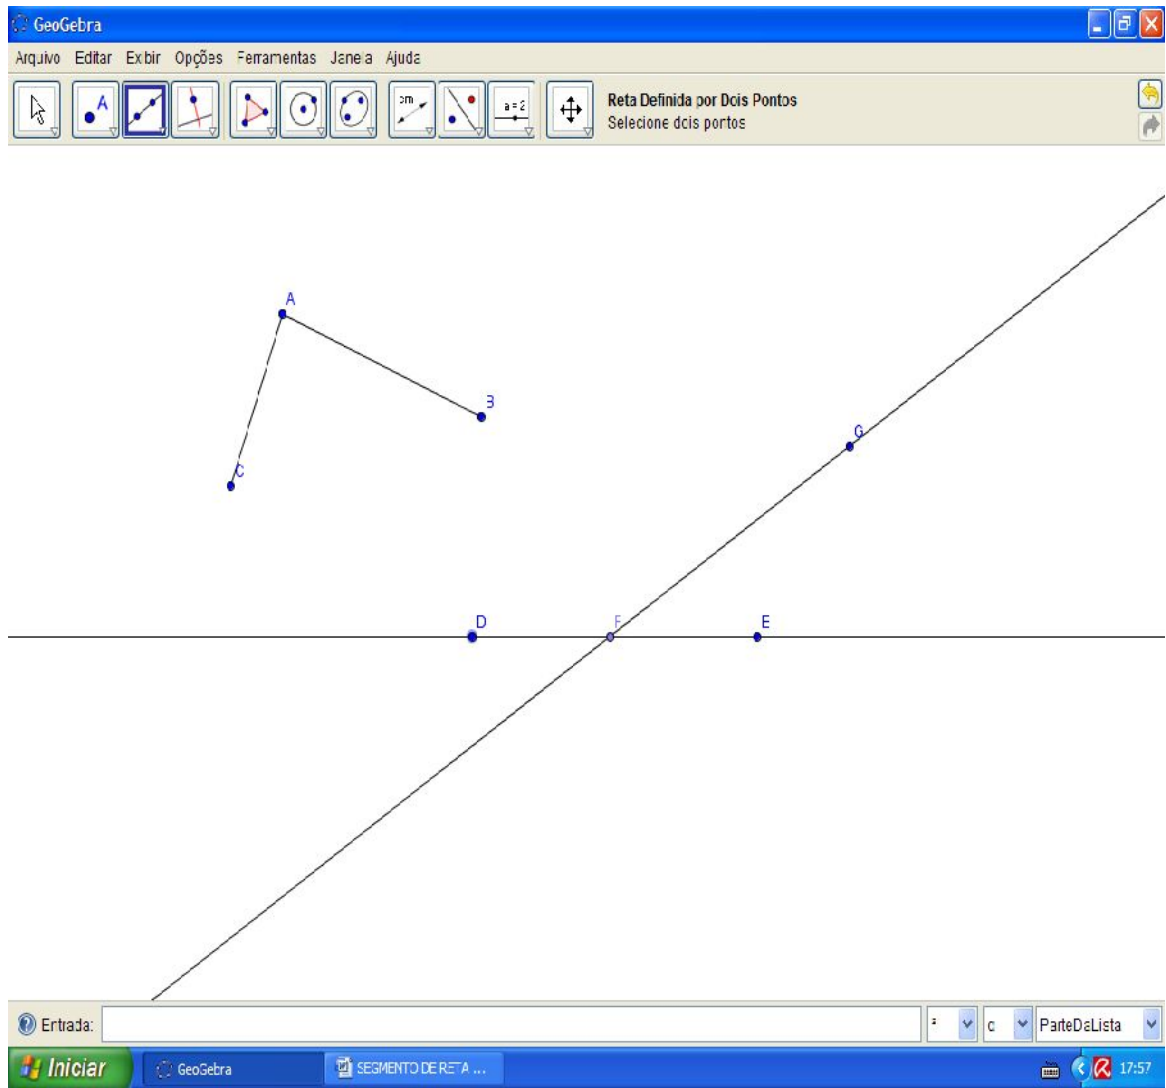 GeoGebra
Arquivo Editar Exibir Opções Ferramentas Janela Ajuda
A
cm
a = 2
Reta Definida por Dois Pontos
Selecione dois pontos
A
B
C
G
D
F
E
Entrada:
ParteDaLista
Iniciar
GeoGebra
SEGMENTO DE RETA ...
17:57